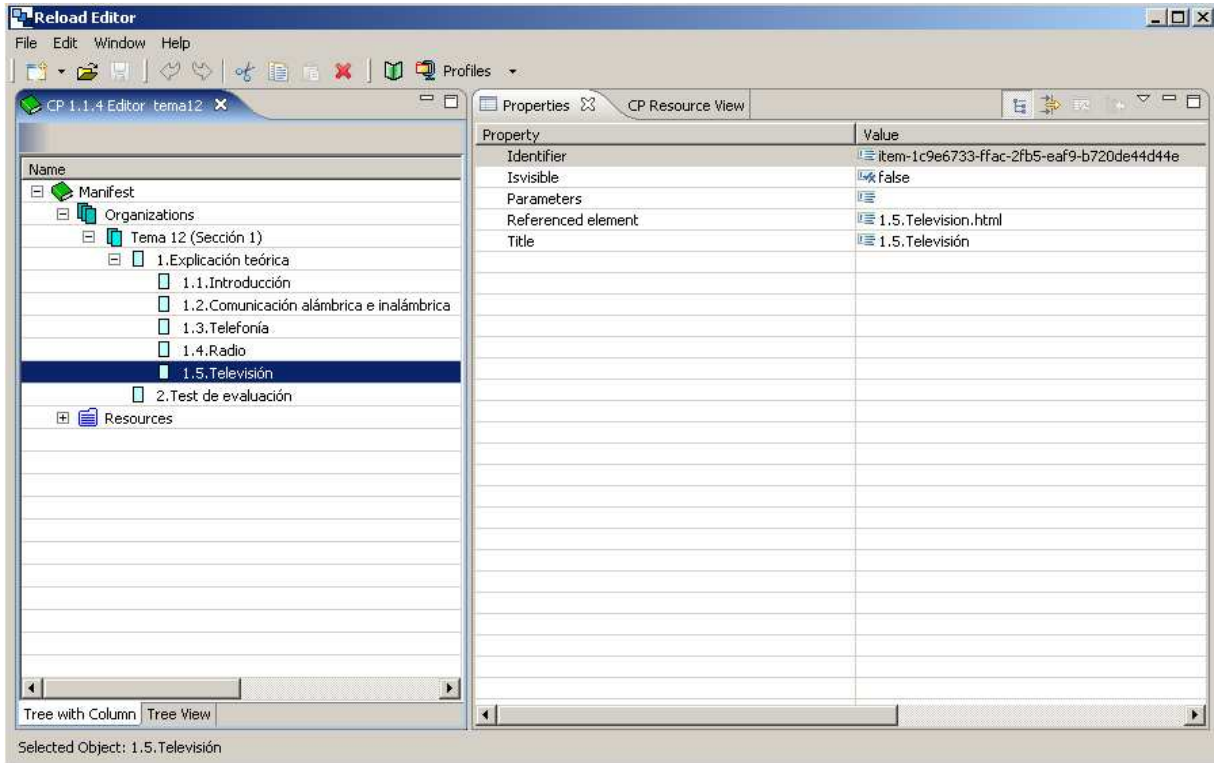 Reload Editor
File Edit Window Help
Profiles
CP 1.1.4 Editor tema12
Name
Manifest
Organizations
Tema 12 (Sección 1)
1.Explicación teórica
1.1.Introducción
1.2.Comunicación alámbrica e inalámbrica
1.3.Telefonía
1.4.Radio
1.5.Televisión
2.Test de evaluación
Resources
Tree with Column Tree View
Properties CP Resource View
Property Value
Identifier item-1c9e6733-ffac-2fb5-eaf9-b720de44d44e
Isvisible false
Parameters
Referenced element 1.5.Television.html
Title 1.5.Televisión
Selected Object: 1.5.Televisión